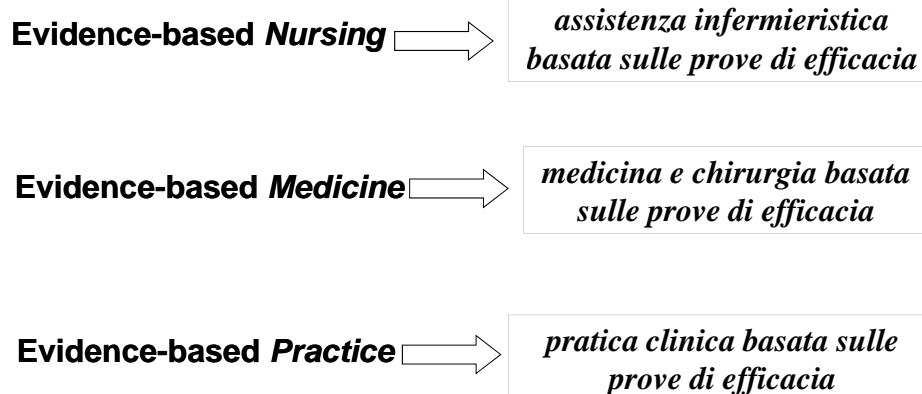 Evidence-based Nursing
assistenza infermieristica
basata sulle prove di efficacia
Evidence-based Medicine
medicina e chirurgia basata
sulle prove di efficacia
Evidence-based Practice
pratica clinica basata sulle
prove di efficacia